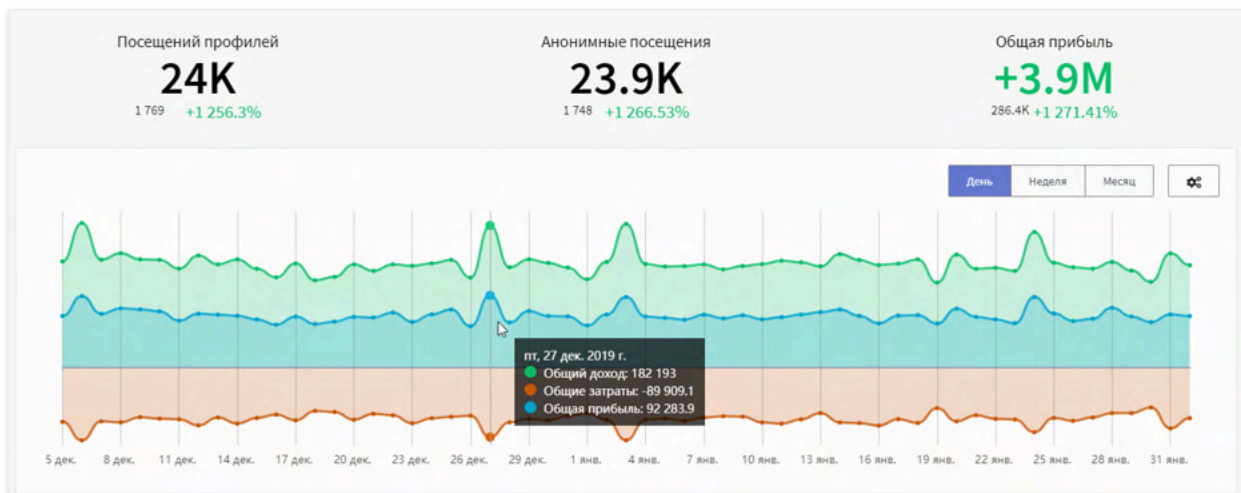 Посещений профилей Анонимные посещения Общая прибыль
24K 23.9K +3.9M
1 769 +1 256.3% 1 748 +1 266.53% 286.4K +1 271.41%
День Неделя Месяц
пт, 27 дек. 2019 г.
Общий доход: 182 193
Общие затраты: -89 909.1
Общая прибыль: 92 283.9
5 дек. 8 дек. 11 дек. 14 дек. 17 дек. 20 дек. 23 дек. 26 дек. 29 дек. 1 янв. 4 янв. 7 янв. 10 янв. 13 янв. 16 янв. 19 янв. 22 янв. 25 янв. 28 янв. 31 янв.